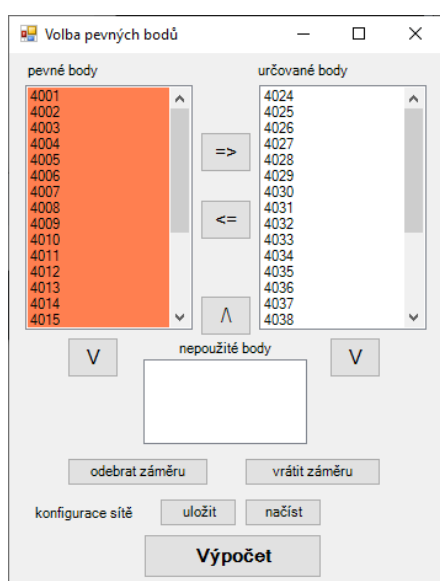 Volba pevných bodů
pevné body
určované body
4001
4002
4003
4004
4005
4006
4007
4008
4009
4010
4011
4012
4013
4014
4015
=>
<=
/\
4024
4025
4026
4027
4028
4029
4030
4031
4032
4033
4034
4035
4036
4037
4038
V
nepoužité body
V
odebrat záměru
vrátit záměru
konfigurace sítě
uložit
načíst
Výpočet